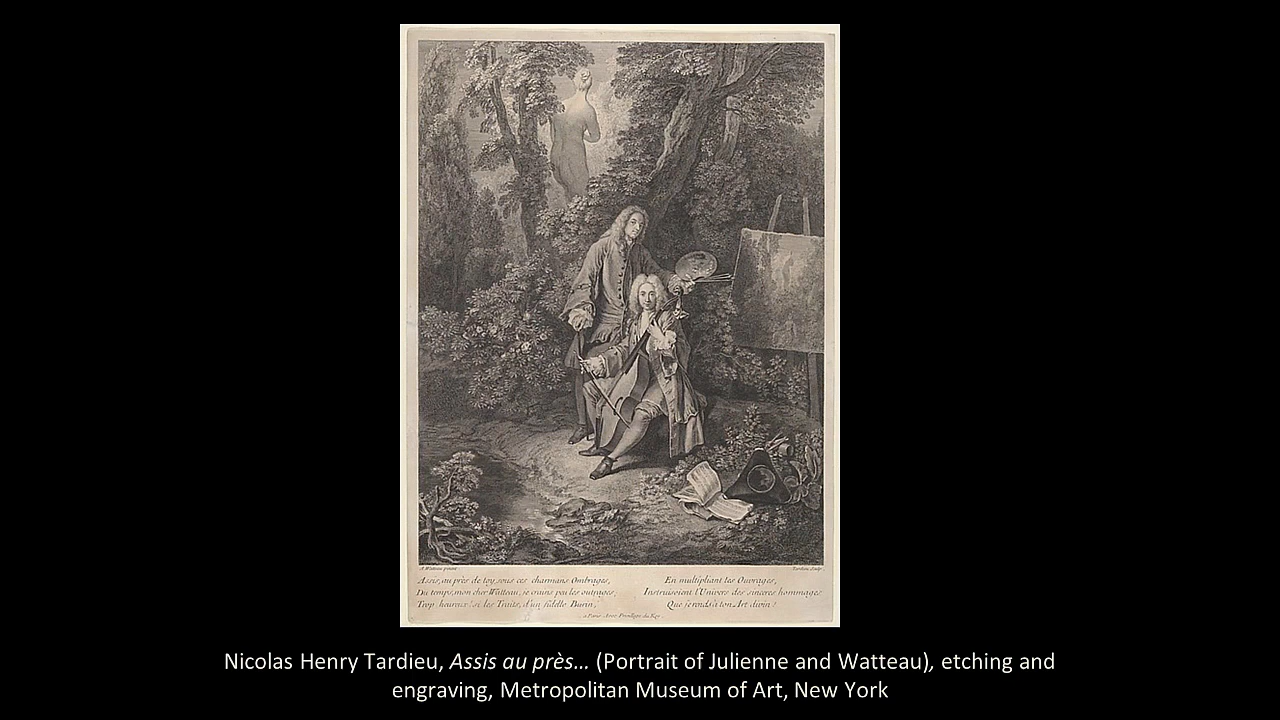 A. Watteau pinxit
Tardieu Sculp.
Assis, au près de toy, sous ces charmans Ombrages,
Du temps, mon cher Watteau, je crains peu les outrages;
Trop heureux! si les Traits, d'un fidelle Burin,
En multipliant tes Ouvrages,
Instruisoient l'Univers des sinceres hommages
Que je rends à ton Art divin!
a Paris Avec Privilege du Roy.
Nicolas Henry Tardieu, Assis au près... (Portrait of Julienne and Watteau), etching and
engraving, Metropolitan Museum of Art, New York